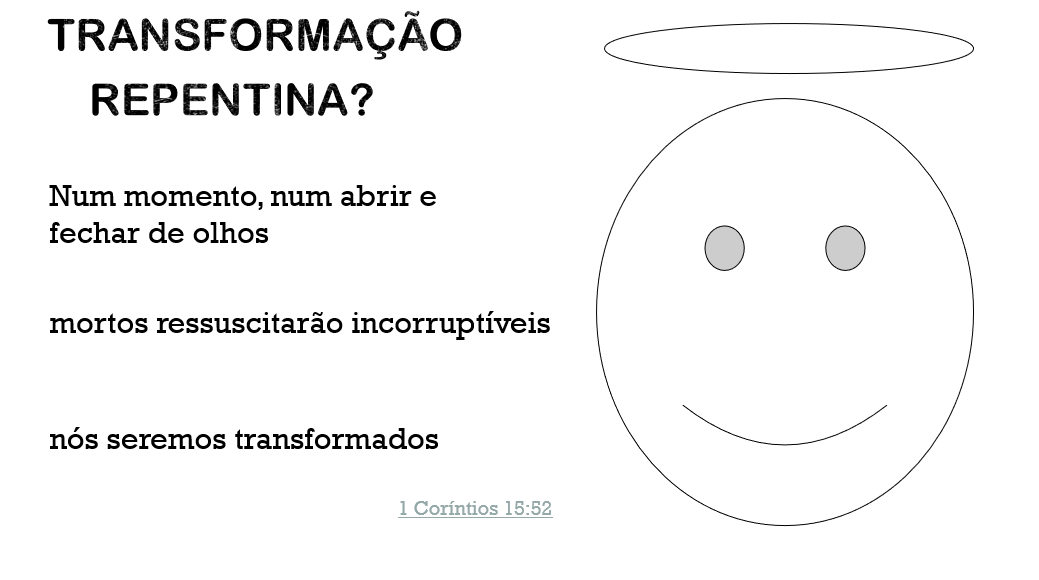 TRANSFORMAÇÃO
REPENTINA?
Num momento, num abrir e
fechar de olhos
mortos ressuscitarão incorruptíveis
nós seremos transformados
1 Coríntios 15:52